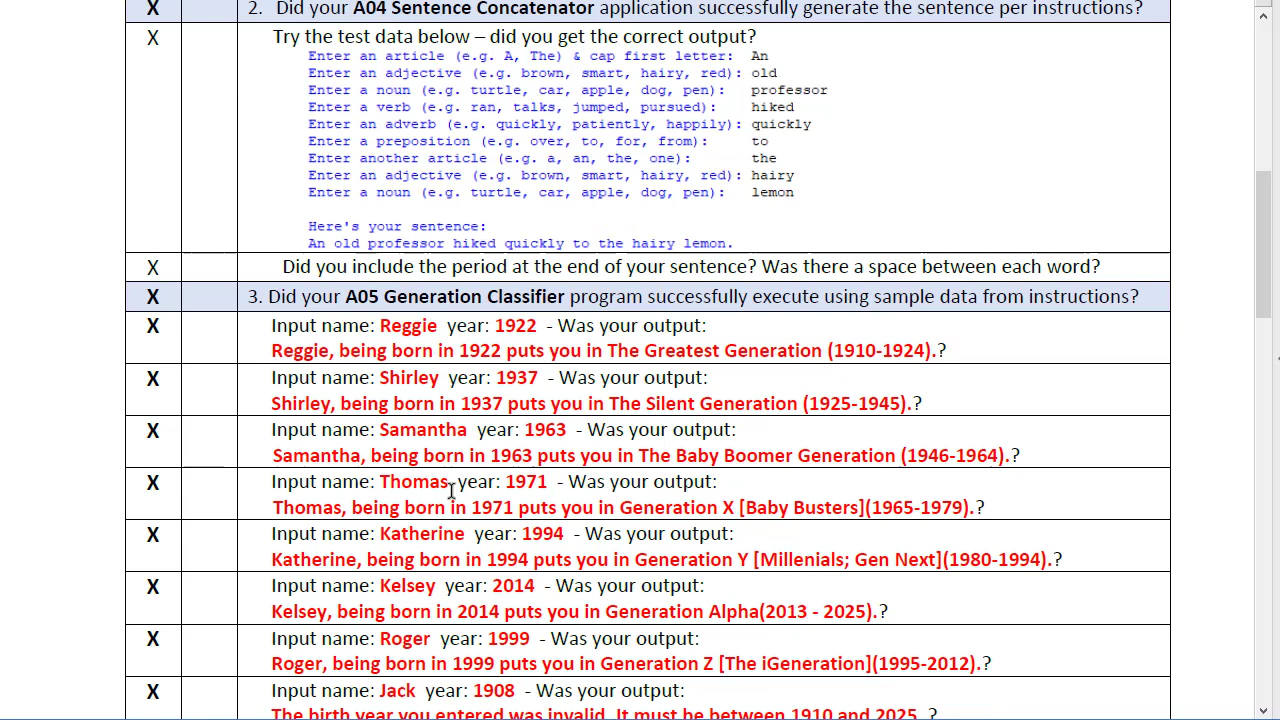 X 2. Did your A04 Sentence Concatenator application successfully generate the sentence per instructions?
X Try the test data below – did you get the correct output?
Enter an article (e.g. A, The) & cap first letter: An
Enter an adjective (e.g. brown, smart, hairy, red): old
Enter a noun (e.g. turtle, car, apple, dog, pen): professor
Enter a verb (e.g. ran, talks, jumped, pursued): hiked
Enter an adverb (e.g. quickly, patiently, happily): quickly
Enter a preposition (e.g. over, to, for, from): to
Enter another article (e.g. a, an, the, one): the
Enter an adjective (e.g. brown, smart, hairy, red): hairy
Enter a noun (e.g. turtle, car, apple, dog, pen): lemon
Here's your sentence:
An old professor hiked quickly to the hairy lemon.
X Did you include the period at the end of your sentence? Was there a space between each word?
X 3. Did your A05 Generation Classifier program successfully execute using sample data from instructions?
X Input name: Reggie year: 1922 - Was your output:
Reggie, being born in 1922 puts you in The Greatest Generation (1910-1924).?
X Input name: Shirley year: 1937 - Was your output:
Shirley, being born in 1937 puts you in The Silent Generation (1925-1945).?
X Input name: Samantha year: 1963 - Was your output:
Samantha, being born in 1963 puts you in The Baby Boomer Generation (1946-1964).?
X Input name: Thomas year: 1971 - Was your output:
Thomas, being born in 1971 puts you in Generation X [Baby Busters](1965-1979).?
X Input name: Katherine year: 1994 - Was your output:
Katherine, being born in 1994 puts you in Generation Y [Millenials; Gen Next](1980-1994).?
X Input name: Kelsey year: 2014 - Was your output:
Kelsey, being born in 2014 puts you in Generation Alpha(2013 - 2025).?
X Input name: Roger year: 1999 - Was your output:
Roger, being born in 1999 puts you in Generation Z [The iGeneration](1995-2012).?
X Input name: Jack year: 1908 - Was your output:
The birth year you entered was invalid. It must be between 1910 and 2025 .?